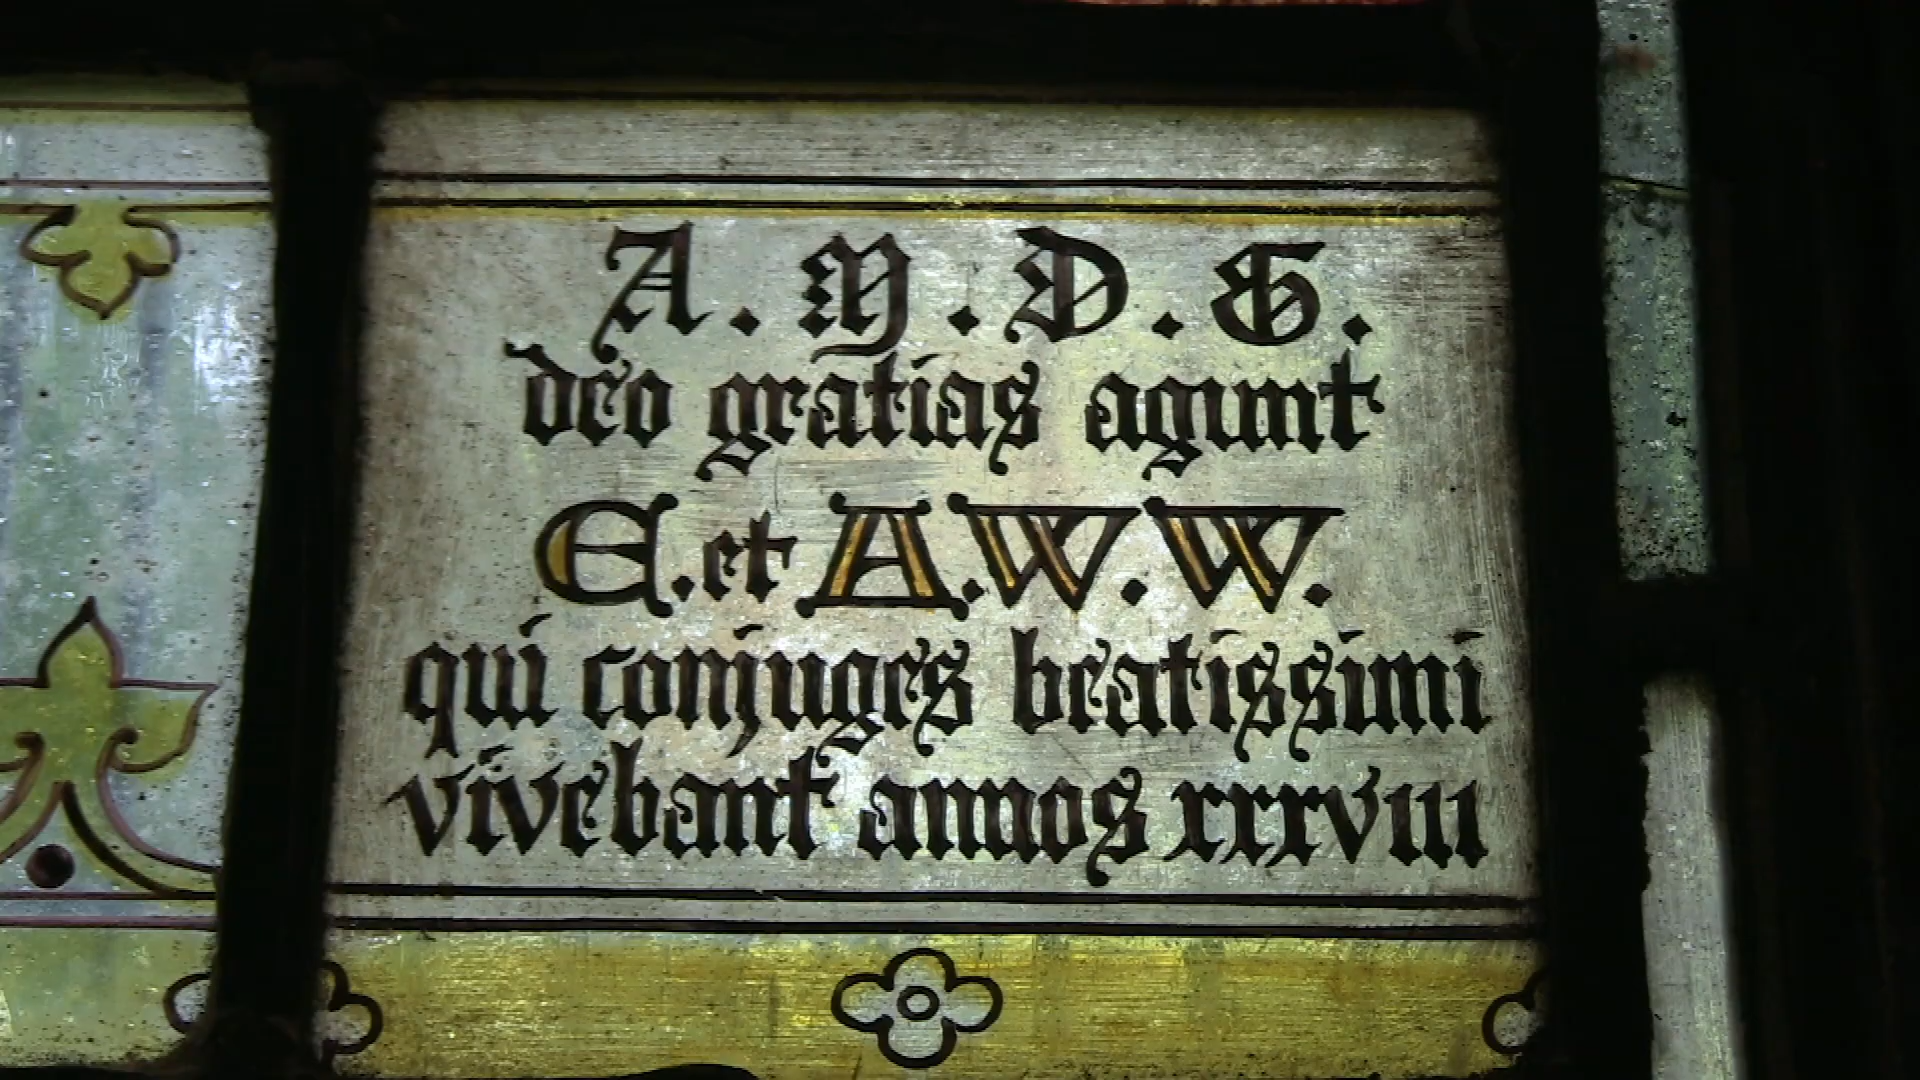 A. M. D. G.
deo gratias agunt
E. et A. W. W.
qui conjuges beatissimi
vivebant annos xxxviii